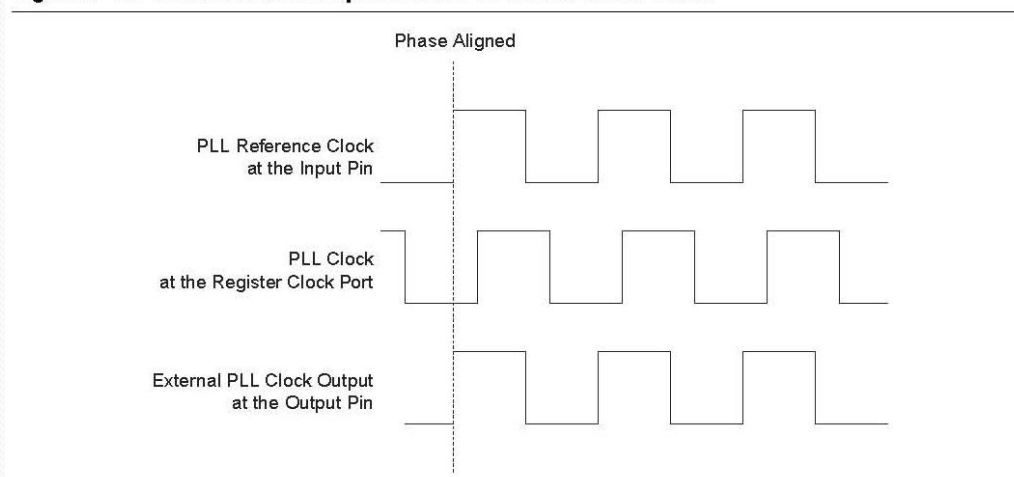 Phase Aligned
PLL Reference Clock
at the Input Pin
PLL Clock
at the Register Clock Port
External PLL Clock Output
at the Output Pin